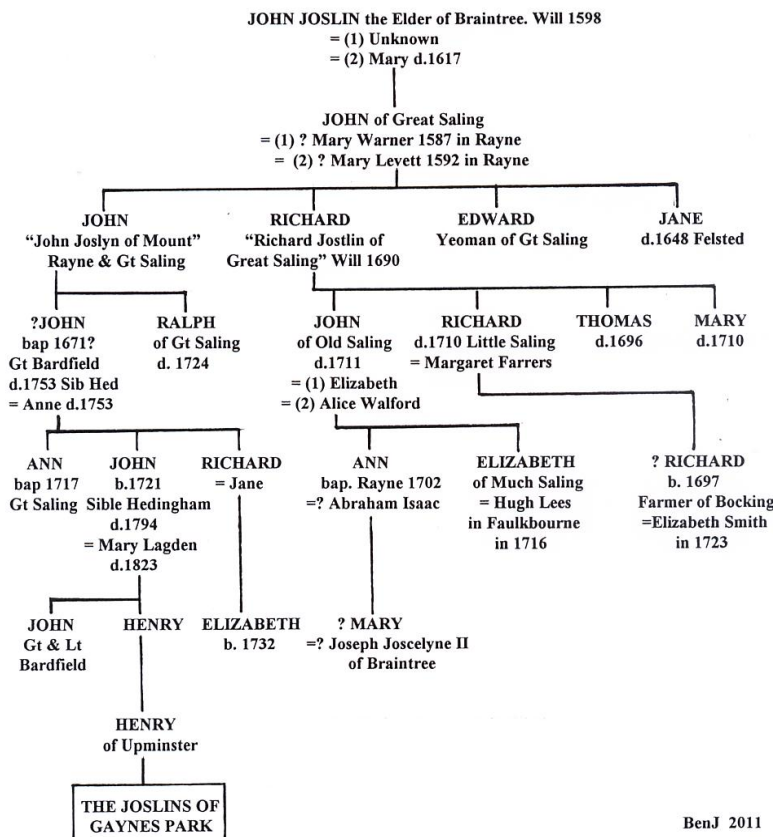 JOHN JOSLIN the Elder of Braintree. Will 1598
= (1) Unknown
= (2) Mary d.1617
JOHN of Great Saling
= (1) ? Mary Warner 1587 in Rayne
= (2) ? Mary Levett 1592 in Rayne
JOHN
"John Joslyn of Mount"
Rayne & Gt Saling
RICHARD
"Richard Jostlin of
Great Saling" Will 1690
EDWARD
Yeoman of Gt Saling
JANE
d.1648 Felsted
?JOHN
bap 1671?
Gt Bardfield
d.1753 Sib Hed
= Anne d.1753
RALPH
of Gt Saling
d. 1724
JOHN
of Old Saling
d.1711
= (1) Elizabeth
= (2) Alice Walford
RICHARD
d.1710 Little Saling
= Margaret Farrers
THOMAS
d.1696
MARY
d.1710
ANN
bap 1717
Gt Saling
JOHN
b.1721
Sible Hedingham
d.1794
= Mary Lagden
d.1823
RICHARD
= Jane
ANN
bap. Rayne 1702
=? Abraham Isaac
ELIZABETH
of Much Saling
= Hugh Lees
in Faulkbourne
in 1716
? RICHARD
b. 1697
Farmer of Bocking
=Elizabeth Smith
in 1723
JOHN
Gt & Lt
Bardfield
HENRY
ELIZABETH
b. 1732
? MARY
=? Joseph Joscelyne II
of Braintree
HENRY
of Upminster
THE JOSLINS OF
GAYNES PARK
BenJ 2011